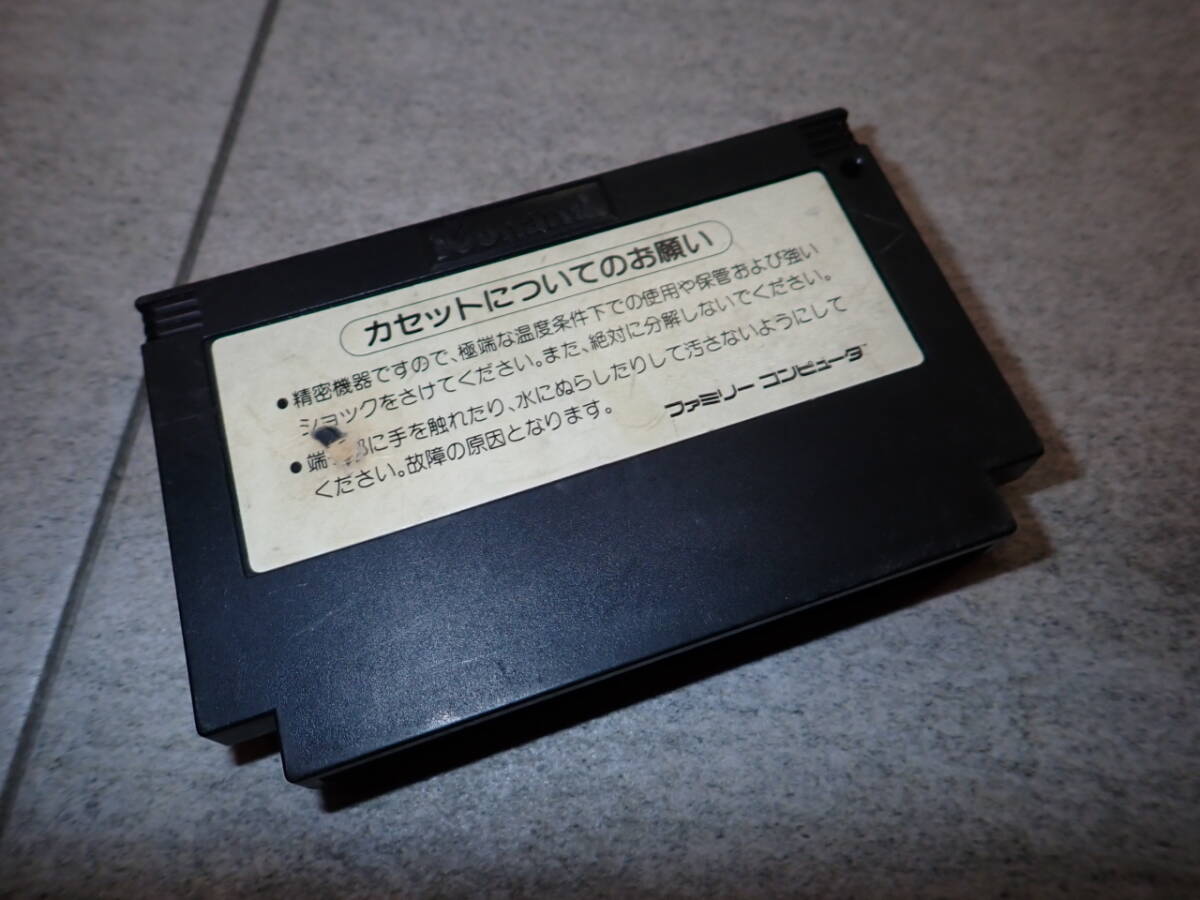 Konami
カセットについてのお願い
●精密機器ですので、極端な温度条件下での使用や保管および強い
ショックをさけてください。また、絶対に分解しないでください。
●端 部に手を触れたり、水にぬらしたりして汚さないようにして
ください。故障の原因となります。
ファミリー コンピュータ™